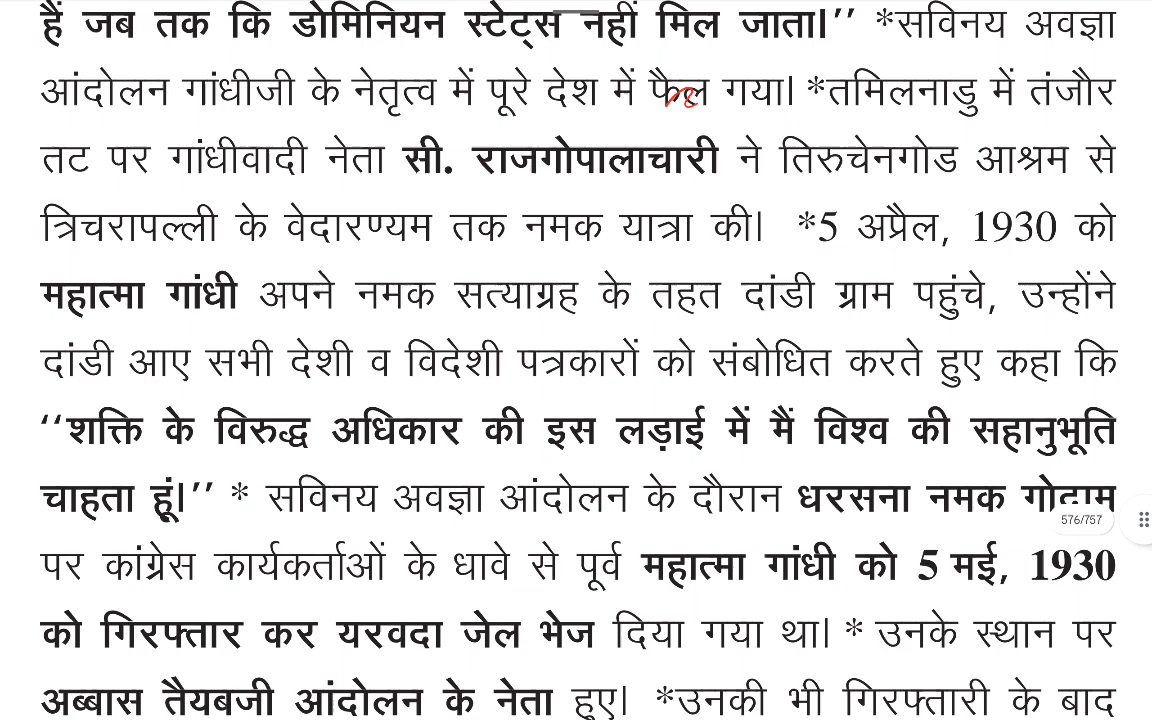 हैं जब तक कि डोमिनियन स्टेट्स नहीं मिल जाता।’’ *सविनय अवज्ञा
आंदोलन गांधीजी के नेतृत्व में पूरे देश में फैल गया। *तमिलनाडु में तंजौर
तट पर गांधीवादी नेता सी. राजगोपालाचारी ने तिरुचेनगोड आश्रम से
त्रिचरापल्ली के वेदारण्यम तक नमक यात्रा की। *5 अप्रैल, 1930 को
महात्मा गांधी अपने नमक सत्याग्रह के तहत दांडी ग्राम पहुंचे, उन्होंने
दांडी आए सभी देशी व विदेशी पत्रकारों को संबोधित करते हुए कहा कि
‘‘शक्ति के विरुद्ध अधिकार की इस लड़ाई में मैं विश्व की सहानुभूति
चाहता हूं।’’ * सविनय अवज्ञा आंदोलन के दौरान धरसना नमक गोदाम
576/757
पर कांग्रेस कार्यकर्ताओं के धावे से पूर्व महात्मा गांधी को 5 मई, 1930
को गिरफ्तार कर यरवदा जेल भेज दिया गया था। * उनके स्थान पर
अब्बास तैयबजी आंदोलन के नेता हुए। *उनकी भी गिरफ्तारी के बाद